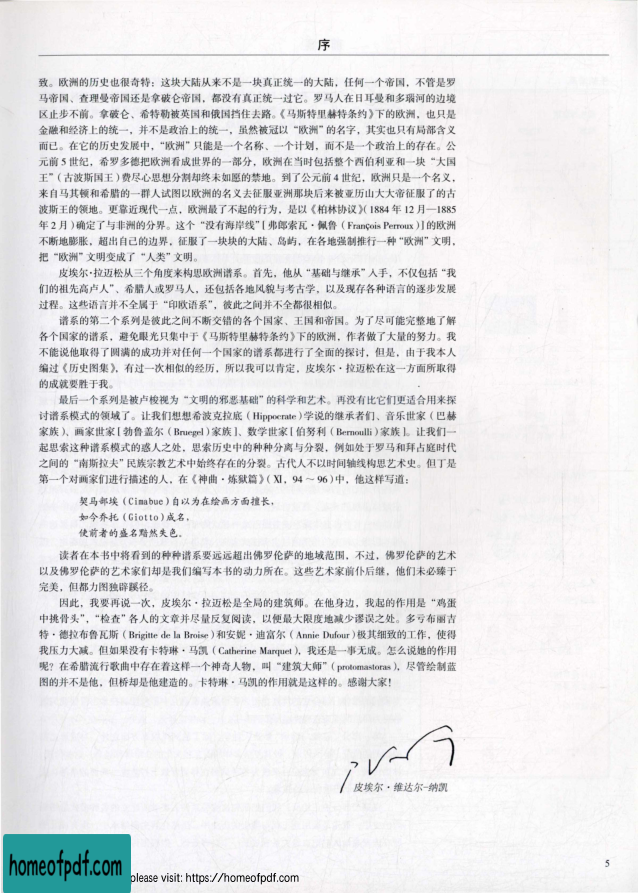 序
致。欧洲的历史也很奇特：这块大陆从来不是一块真正统一的大陆，任何一个帝国，不管是罗
马帝国、查理曼帝国还是拿破仑帝国，都没有真正统一过它。罗马人在日耳曼和多瑙河的边境
区止步不前。拿破仑、希特勒被英国和俄国挡住去路。《马斯特里赫特条约》下的欧洲，也只是
金融和经济上的统一，并不是政治上的统一，虽然被冠以“欧洲”的名字，其实也只有局部含义
而已。在它的历史发展中，“欧洲”只能是一个名称、一个计划，而不是一个政治上的存在。公
元前5世纪，希罗多德把欧洲看成世界的一部分，欧洲在当时包括整个西伯利亚和一块“大国
王”（古波斯国王）费尽心思想分割却终未如愿的禁地。到了公元前4世纪，欧洲只是一个名义，
来自马其顿和希腊的一群人试图以欧洲的名义去征服亚洲那块后来被亚历山大大帝征服了的古
波斯王的领地。更靠近现代一点，欧洲最了不起的行为，是以《柏林协议》（1884年12月—1885
年2月）确定了与非洲的分界。这个“没有海岸线”[弗郎索瓦·佩鲁（François Perroux）]的欧洲
不断地膨胀，超出自己的边界，征服了一块块的大陆、岛屿，在各地强制推行一种“欧洲”文明，
把“欧洲”文明变成了“人类”文明。
皮埃尔·拉迈松从三个角度来构思欧洲谱系。首先，他从“基础与继承”入手，不仅包括“我
们的祖先高卢人”、希腊人或罗马人，还包括各地风貌与考古学，以及现存各种语言的逐步发展
过程。这些语言并不全属于“印欧语系”，彼此之间并不全都很相似。
谱系的第二个系列是彼此之间不断交错的各个国家、王国和帝国。为了尽可能完整地了解
各个国家的谱系，避免眼光只集中于《马斯特里赫特条约》下的欧洲，作者做了大量的努力。我
不能说他取得了圆满的成功并对任何一个国家的谱系都进行了全面的探讨，但是，由于我本人
编过《历史图集》，有过一次相似的经历，所以我可以肯定，皮埃尔·拉迈松在这一方面所取得
的成就要胜于我。
最后一个系列是被卢梭视为“文明的邪恶基础”的科学和艺术。再没有比它们更适合用来探
讨谱系模式的领域了。让我们想想希波克拉底（Hippocrate）学说的继承者们、音乐世家（巴赫
家族）、画家世家[勃鲁盖尔（Bruegel）家族]、数学世家[伯努利（Bernoulli）家族]。让我们一
起思索这种谱系模式的惑人之处，思索历史中的种种分离与分裂，例如处于罗马和拜占庭时代
之间的“南斯拉夫”民族宗教艺术中始终存在的分裂。古代人不以时间轴线构思艺术史。但丁是
第一个对画家们进行描述的人，在《神曲·炼狱篇》（XI，94～96）中，他这样写道：
契马部埃（Cimabue）自以为在绘画方面擅长，
如今乔托（Giotto）成名，
使前者的盛名黯然失色。
读者在本书中将看到的种种谱系要远远超出佛罗伦萨的地域范围，不过，佛罗伦萨的艺术
以及佛罗伦萨的艺术家们却是我们编写本书的动力所在。这些艺术家前仆后继，他们未必臻于
完美，但都力图独辟蹊径。
因此，我要再说一次，皮埃尔·拉迈松是全局的建筑师。在他身边，我起的作用是“鸡蛋
中挑骨头”，“检查”各人的文章并尽量反复阅读，以便最大限度地减少谬误之处。多亏布丽吉
特·德拉布鲁瓦斯（Brigitte de la Broise）和安妮·迪富尔（Annie Dufour）极其细致的工作，使得
我压力大减。但如果没有卡特琳·马凯（Catherine Marquet），我还是一事无成。怎么说她的作用
呢？在希腊流行歌曲中存在着这样一个神奇人物，叫“建筑大师”（protomastoras），尽管绘制蓝
图的并不是他，但桥却是他建造的。卡特琳·马凯的作用就是这样的。感谢大家！
皮埃尔·维达尔-纳凯
5
homeofpdf.com
please visit: https://homeofpdf.com